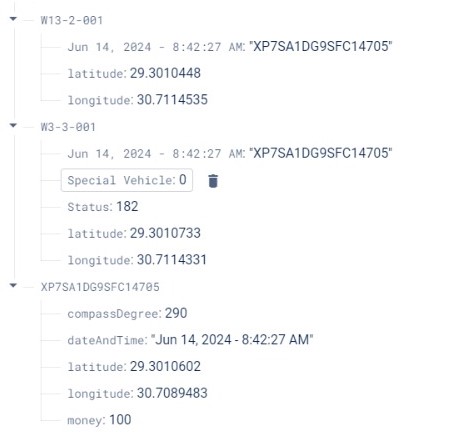 W13-2-001
Jun 14, 2024 - 8:42:27 AM: "XP7SA1DG9SFC14705"
latitude: 29.3010448
longitude: 30.7114535
W3-3-001
Jun 14, 2024 - 8:42:27 AM: "XP7SA1DG9SFC14705"
Special Vehicle: 0
Status: 182
latitude: 29.3010733
longitude: 30.7114331
XP7SA1DG9SFC14705
compassDegree: 290
dateAndTime: "Jun 14, 2024 - 8:42:27 AM"
latitude: 29.3010602
longitude: 30.7089483
money: 100